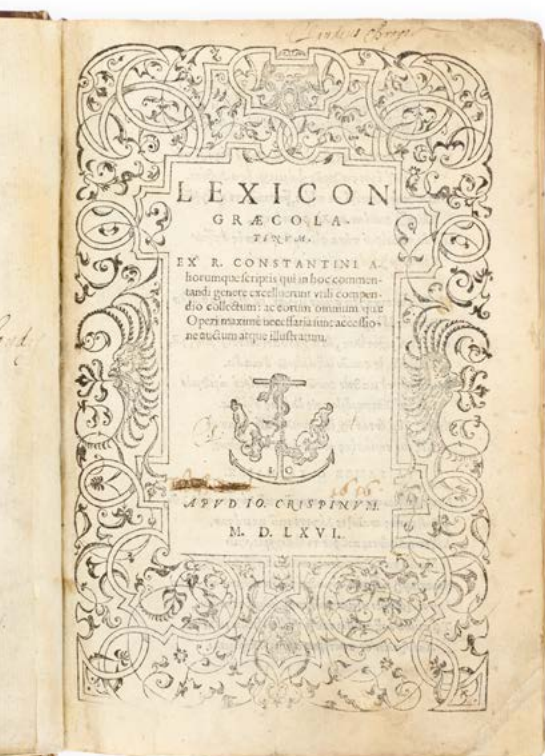 LEXICON
GRÆCOLA-
TINVM.
EX R. CONSTANTINI A-
liorumque scriptis qui in hoc commen-
tandi genere excelluerunt vtili compen-
dio collectum: ac eorum omnium quæ
Operi maximè necessaria sunt accessio-
ne auctum atque illustratum.
I C
1616
APVD IO. CRISPINVM.
M. D. LXVI.